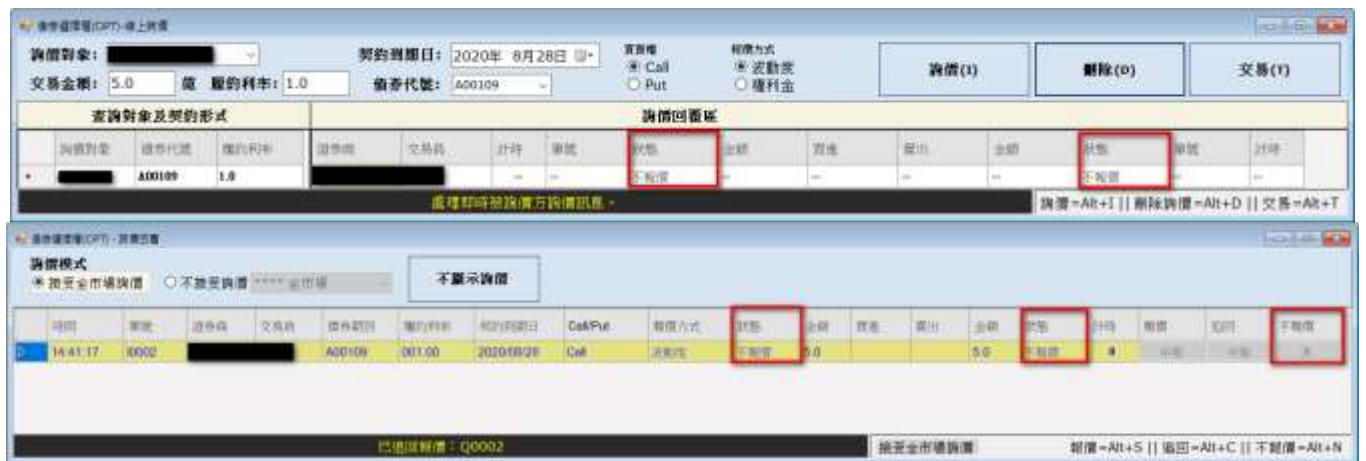 債券選擇權(OPT)-線上詢價
詢價對象： 契約到期日： 2020年 8月28日 買賣權 報價方式
Call 波動度 詢價(I) 刪除(D) 交易(T)
交易金額： 5.0 億 履約利率： 1.0 債券代號： A00109 Put 權利金
查詢對象及契約形式 詢價回覆區
詢價對象 債券代號 履約利率 證券商 交易員 計時 單號 狀態 金額 買進 賣出 金額 狀態 單號 計時
A00109 1.0 -- -- 不報價 -- -- -- -- 不報價 -- --
處理即時被詢價方詢價訊息。 詢價=Alt+I || 刪除詢價=Alt+D || 交易=Alt+T
債券選擇權(OPT) - 詢價回覆
詢價模式
接受全市場詢價 不接受詢價 **** 全市場 不顯示詢價
時間 單號 證券商 交易員 債券期別 履約利率 契約到期日 Call/Put 報價方式 狀態 金額 買進 賣出 金額 狀態 計時 報價 追回 不報價
14:41:17 I0002 A00109 001.00 2020/08/28 Call 波動度 不報價 5.0 5.0 不報價 0
已追回報價：Q0002 接受全市場詢價 報價=Alt+S || 追回=Alt+C || 不報價=Alt+N